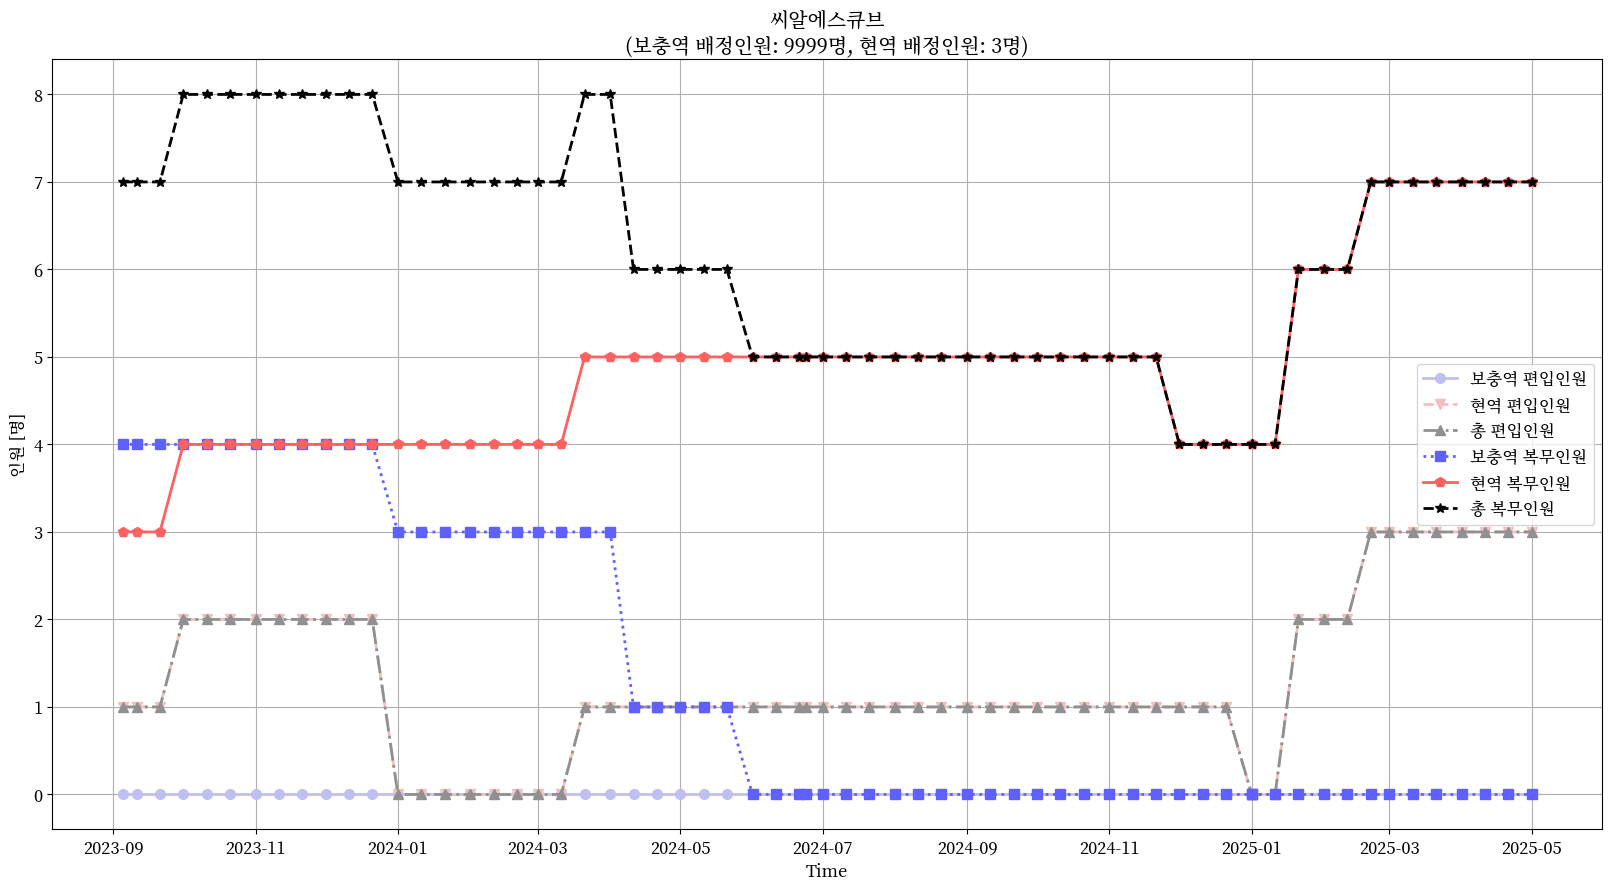 씨알에스큐브
(보충역 배정인원: 9999명, 현역 배정인원: 3명)
인원 [명]
8
7
6
5
4
3
2
1
0
보충역 편입인원
현역 편입인원
총 편입인원
보충역 복무인원
현역 복무인원
총 복무인원
2023-09
2023-11
2024-01
2024-03
2024-05
2024-07
2024-09
2024-11
2025-01
2025-03
2025-05
Time